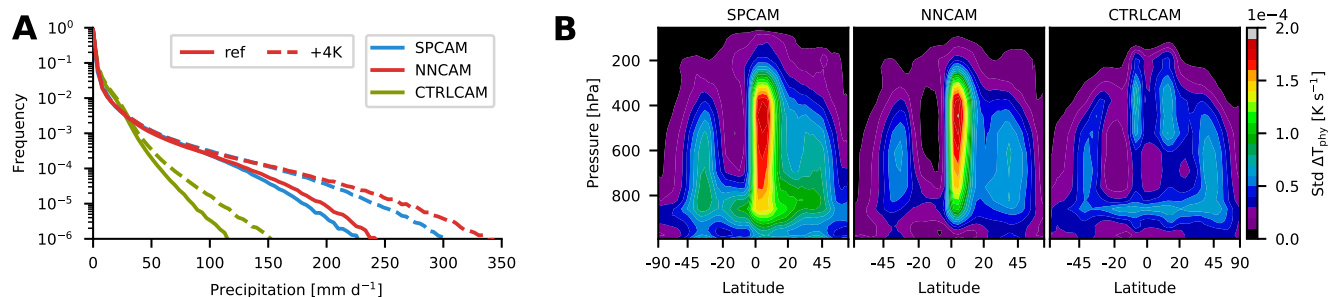 A
10⁰
10⁻¹
10⁻²
10⁻³
10⁻⁴
10⁻⁵
10⁻⁶
Frequency
ref
+4K
SPCAM
NNCAM
CTRLCAM
0 50 100 150 200 250 300 350
Precipitation [mm d⁻¹]
B
SPCAM
NNCAM
CTRLCAM
200
400
600
800
Pressure [hPa]
-90 -45 -20 0 20 45
-45 -20 0 20 45
-45 -20 0 20 45 90
Latitude
Latitude
Latitude
1e−4
2.0
1.5
1.0
0.5
0.0
Std ΔT_phy [K s⁻¹]